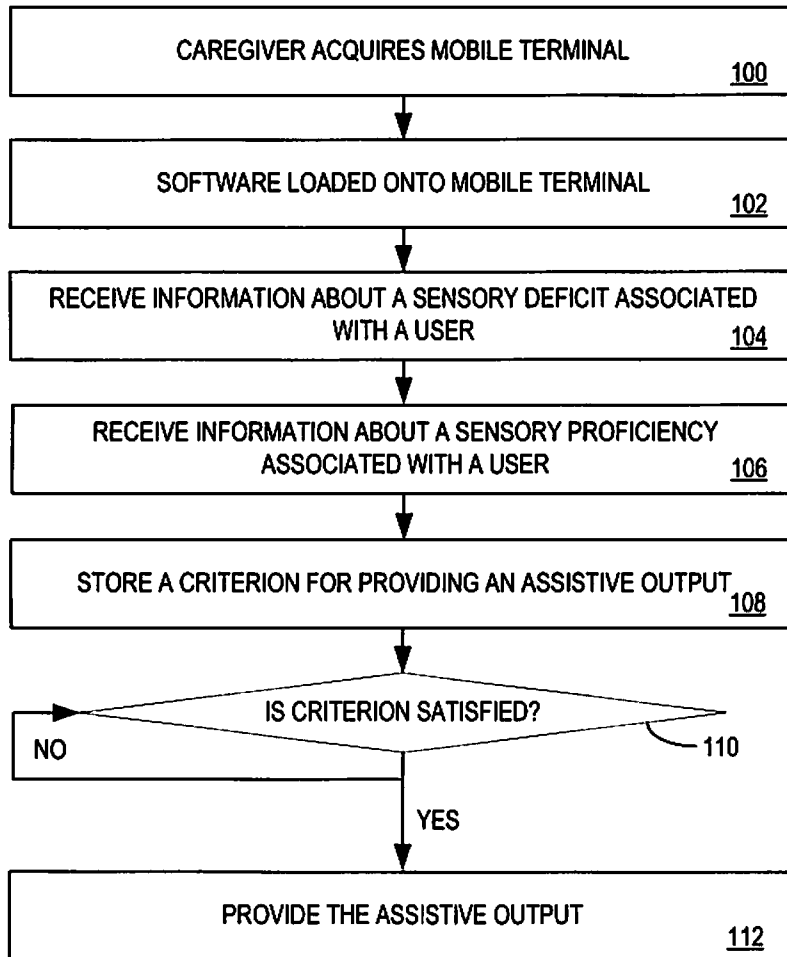 CAREGIVER ACQUIRES MOBILE TERMINAL
100
SOFTWARE LOADED ONTO MOBILE TERMINAL
102
RECEIVE INFORMATION ABOUT A SENSORY DEFICIT ASSOCIATED
WITH A USER
104
RECEIVE INFORMATION ABOUT A SENSORY PROFICIENCY
ASSOCIATED WITH A USER
106
STORE A CRITERION FOR PROVIDING AN ASSISTIVE OUTPUT
108
IS CRITERION SATISFIED?
110
NO
YES
PROVIDE THE ASSISTIVE OUTPUT
112